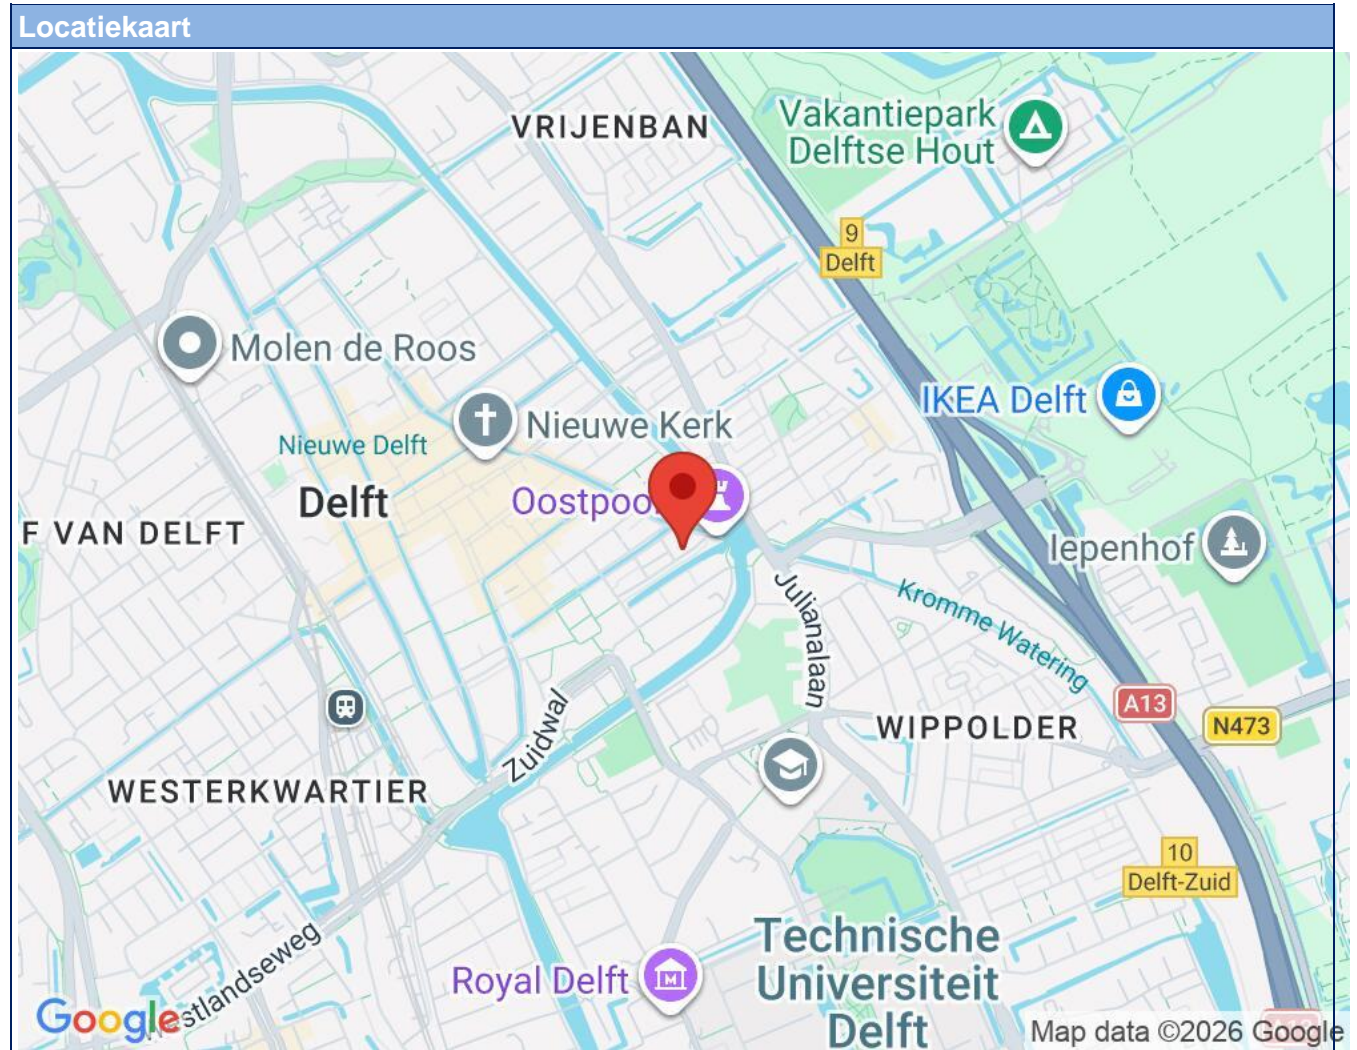 Locatiekaart
VRIJENBAN
Vakantiepark
Delftse Hout
9
Delft
Molen de Roos
IKEA Delft
Nieuwe Kerk
Nieuwe Delft
Delft
Oostpoo
F VAN DELFT
Iepenhof
Julianalaan
Kromme Watering
A13
N473
WIPPOLDER
Zuidwal
WESTERKWARTIER
10
Delft-Zuid
Technische
Universiteit
Delft
Royal Delft
stlandseweg
Google
Map data ©2026 Google